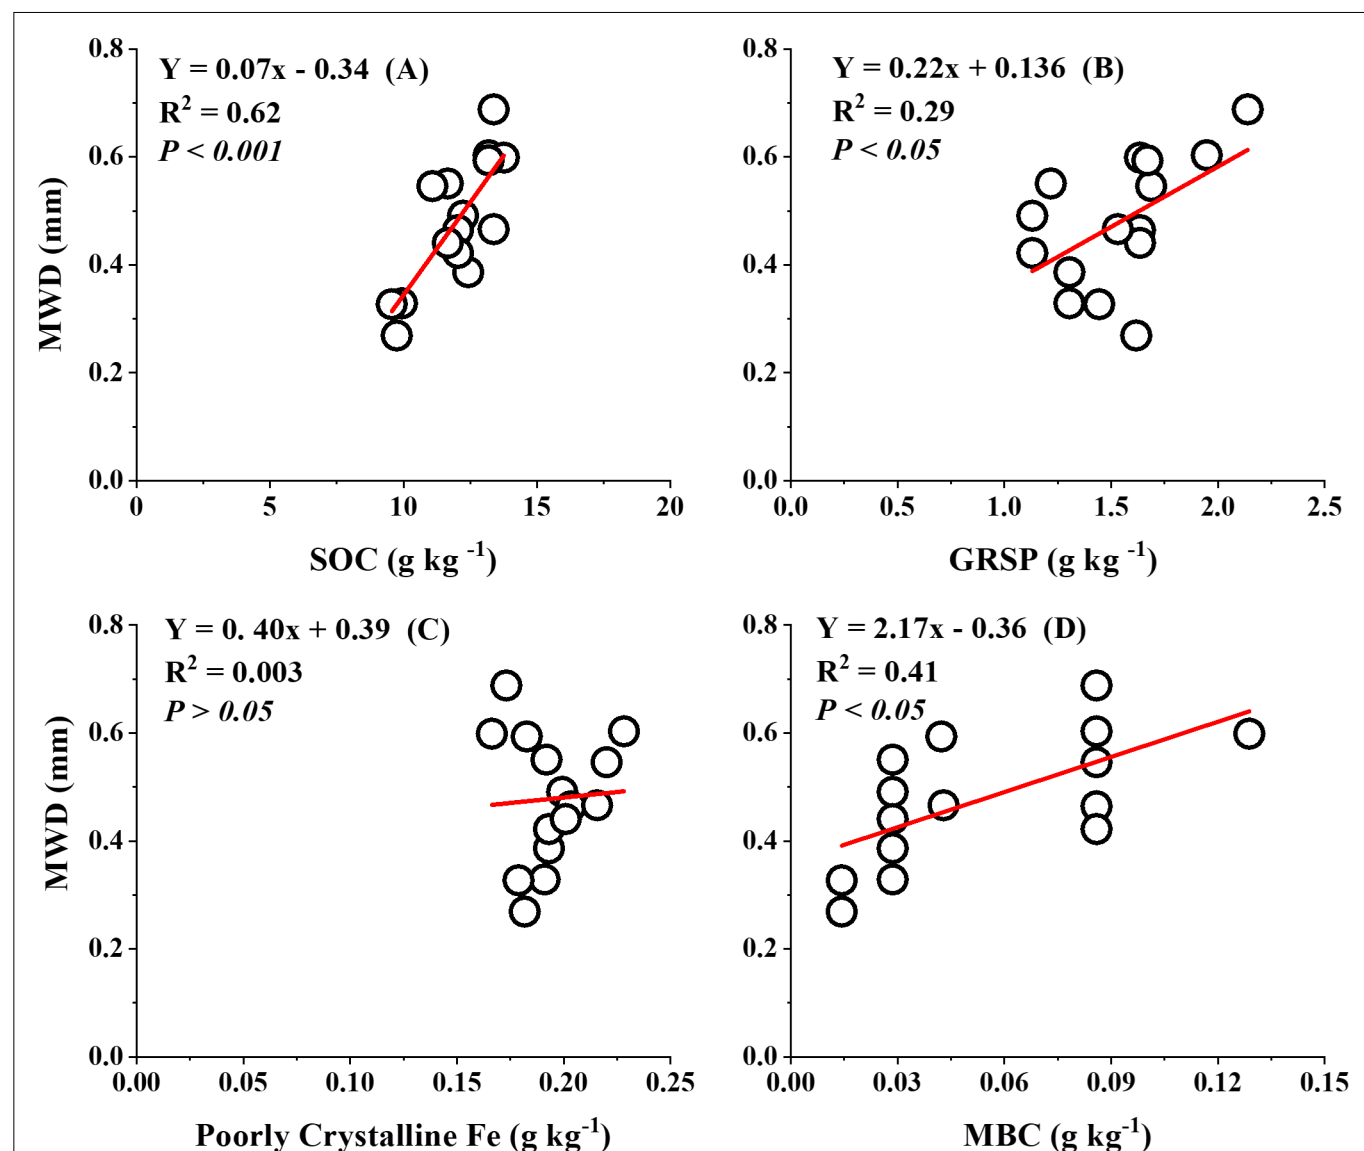 Y = 0.07x - 0.34 (A)
R² = 0.62
P < 0.001
0.8
0.6
0.4
0.2
0.0
MWD (mm)
0 5 10 15 20
SOC (g kg ⁻¹)
Y = 0.22x + 0.136 (B)
R² = 0.29
P < 0.05
0.8
0.6
0.4
0.2
0.0
0.0 0.5 1.0 1.5 2.0 2.5
GRSP (g kg ⁻¹)
Y = 0. 40x + 0.39 (C)
R² = 0.003
P > 0.05
0.8
0.6
0.4
0.2
0.0
MWD (mm)
0.00 0.05 0.10 0.15 0.20 0.25
Poorly Crystalline Fe (g kg⁻¹)
Y = 2.17x - 0.36 (D)
R² = 0.41
P < 0.05
0.8
0.6
0.4
0.2
0.0
0.00 0.03 0.06 0.09 0.12 0.15
MBC (g kg⁻¹)